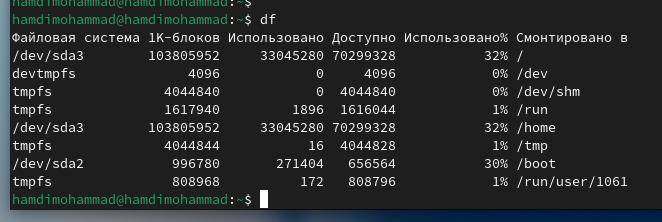 hamdimohammad@hamdimohammad:~$
hamdimohammad@hamdimohammad:~$ df
Файловая система 1K-блоков Использовано Доступно Использовано% Смонтировано в
/dev/sda3 103805952 33045280 70299328 32% /
devtmpfs 4096 0 4096 0% /dev
tmpfs 4044840 0 4044840 0% /dev/shm
tmpfs 1617940 1896 1616044 1% /run
/dev/sda3 103805952 33045280 70299328 32% /home
tmpfs 4044844 16 4044828 1% /tmp
/dev/sda2 996780 271404 656564 30% /boot
tmpfs 808968 172 808796 1% /run/user/1061
hamdimohammad@hamdimohammad:~$